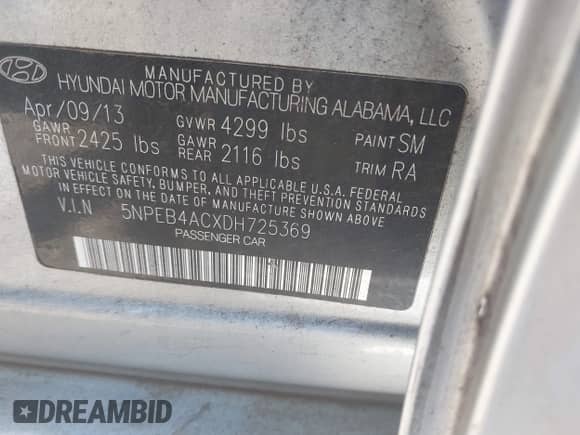 MANUFACTURED BY
HYUNDAI MOTOR MANUFACTURING ALABAMA, LLC
Apr/09/13 GVWR 4299 lbs PAINT SM
GAWR FRONT 2425 lbs GAWR REAR 2116 lbs TRIM RA
THIS VEHICLE CONFORMS TO ALL APPLICABLE U.S.A. FEDERAL
MOTOR VEHICLE SAFETY, BUMPER, AND THEFT PREVENTION STANDARDS
IN EFFECT ON THE DATE OF MANUFACTURE SHOWN ABOVE.
V.I.N 5NPEB4ACXDH725369
PASSENGER CAR
DREAMBID